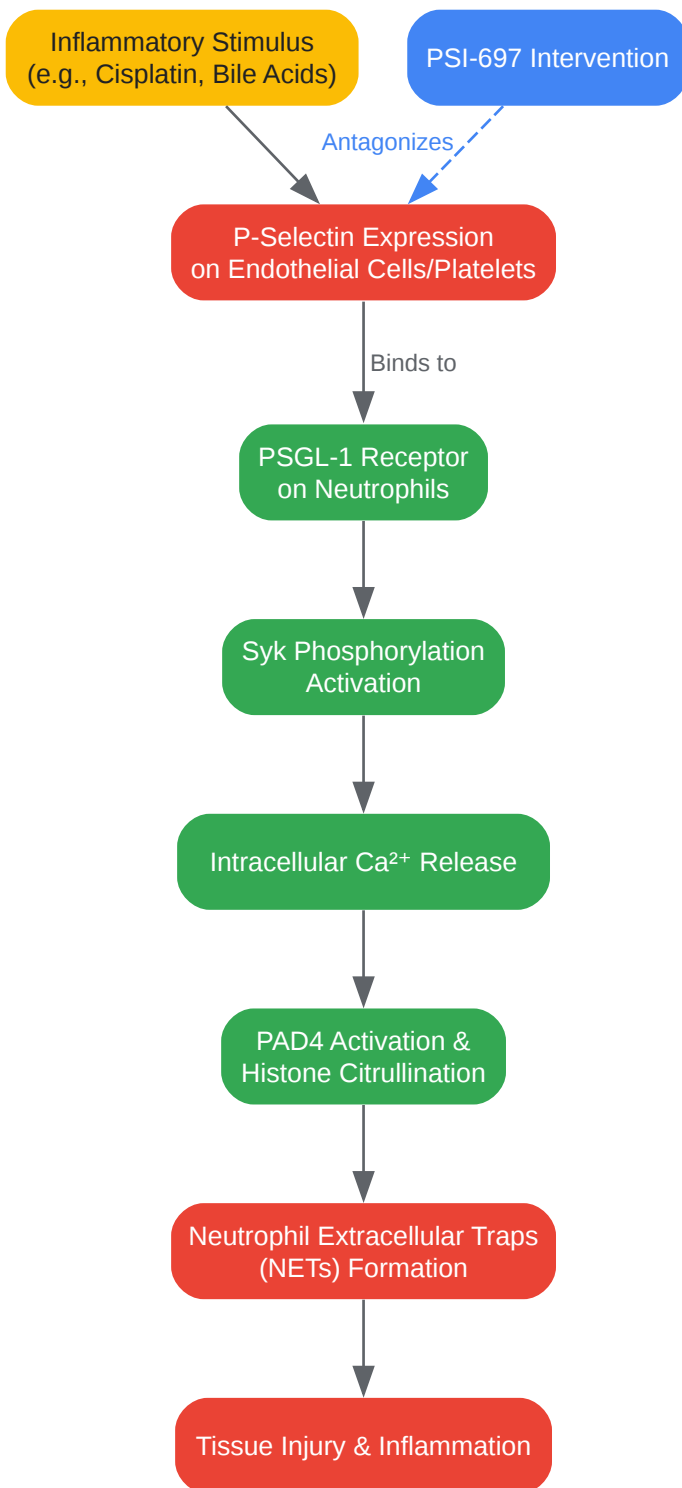 Inflammatory Stimulus
(e.g., Cisplatin, Bile Acids)
PSI-697 Intervention
Antagonizes
P-Selectin Expression
on Endothelial Cells/Platelets
Binds to
PSGL-1 Receptor
on Neutrophils
Syk Phosphorylation
Activation
Intracellular Ca²⁺ Release
PAD4 Activation &
Histone Citrullination
Neutrophil Extracellular Traps
(NETs) Formation
Tissue Injury & Inflammation